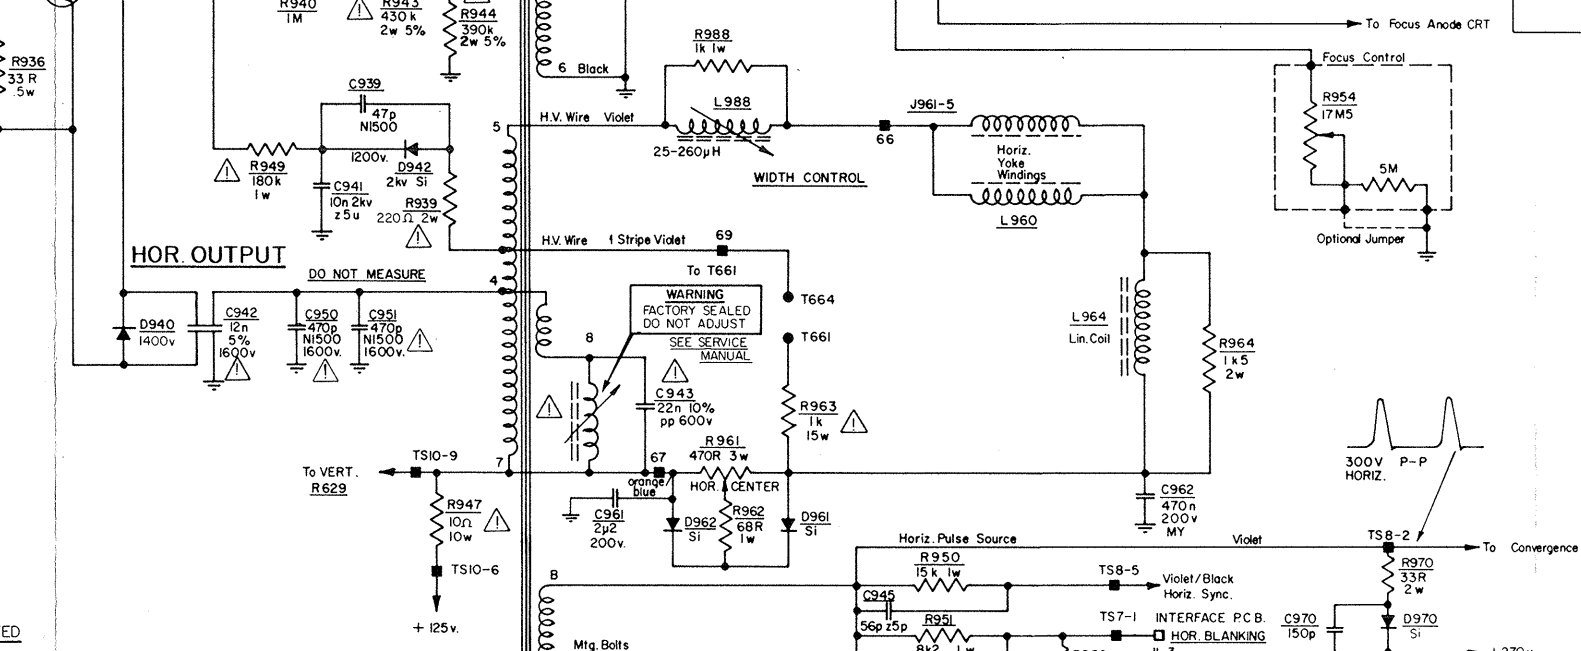 R940
1M
R943
430k
2w 5%
R944
390k
2w 5%
R936
33R
.5w
C939
47p
N1500
1200v.
D942
2kv Si
R949
180k
1w
C941
10n 2kv
z5u
R939
220Ω 2w
HOR. OUTPUT
DO NOT MEASURE
D940
1400v
C942
12n
5%
1600v
C950
470p
N1500
1600v.
C951
470p
N1500
1600v.
To VERT.
R629
TS10-9
R947
10Ω
10w
TS10-6
+125v.
5
4
7
6 Black
H.V. Wire Violet
R988
1k 1w
L988
25-260µH
WIDTH CONTROL
66
J961-5
Horiz.
Yoke
Windings
L960
H.V. Wire 1 Stripe Violet
69
To T661
T664
T661
WARNING
FACTORY SEALED
DO NOT ADJUST
SEE SERVICE
MANUAL
8
C943
22n 10%
pp 600v
R963
1k
15w
R961
470R 3w
67
orange/
blue
HOR. CENTER
C961
2µ2
200v.
D962
Si
R962
68R
1w
D961
Si
L964
Lin. Coil
R964
1k5
2w
C962
470n
200v
MY
To Focus Anode CRT
Focus Control
R954
17M5
5M
Optional Jumper
300V P-P
HORIZ.
B
Mtg. Bolts
Horiz. Pulse Source
Violet
TS8-2
To Convergence
R950
15k 1w
TS8-5
Violet/Black
Horiz. Sync.
C945
56p z5p
R951
8k2 1w
TS7-1
INTERFACE P.C.B.
HOR. BLANKING
R970
33R
2w
C970
150p
D970
Si